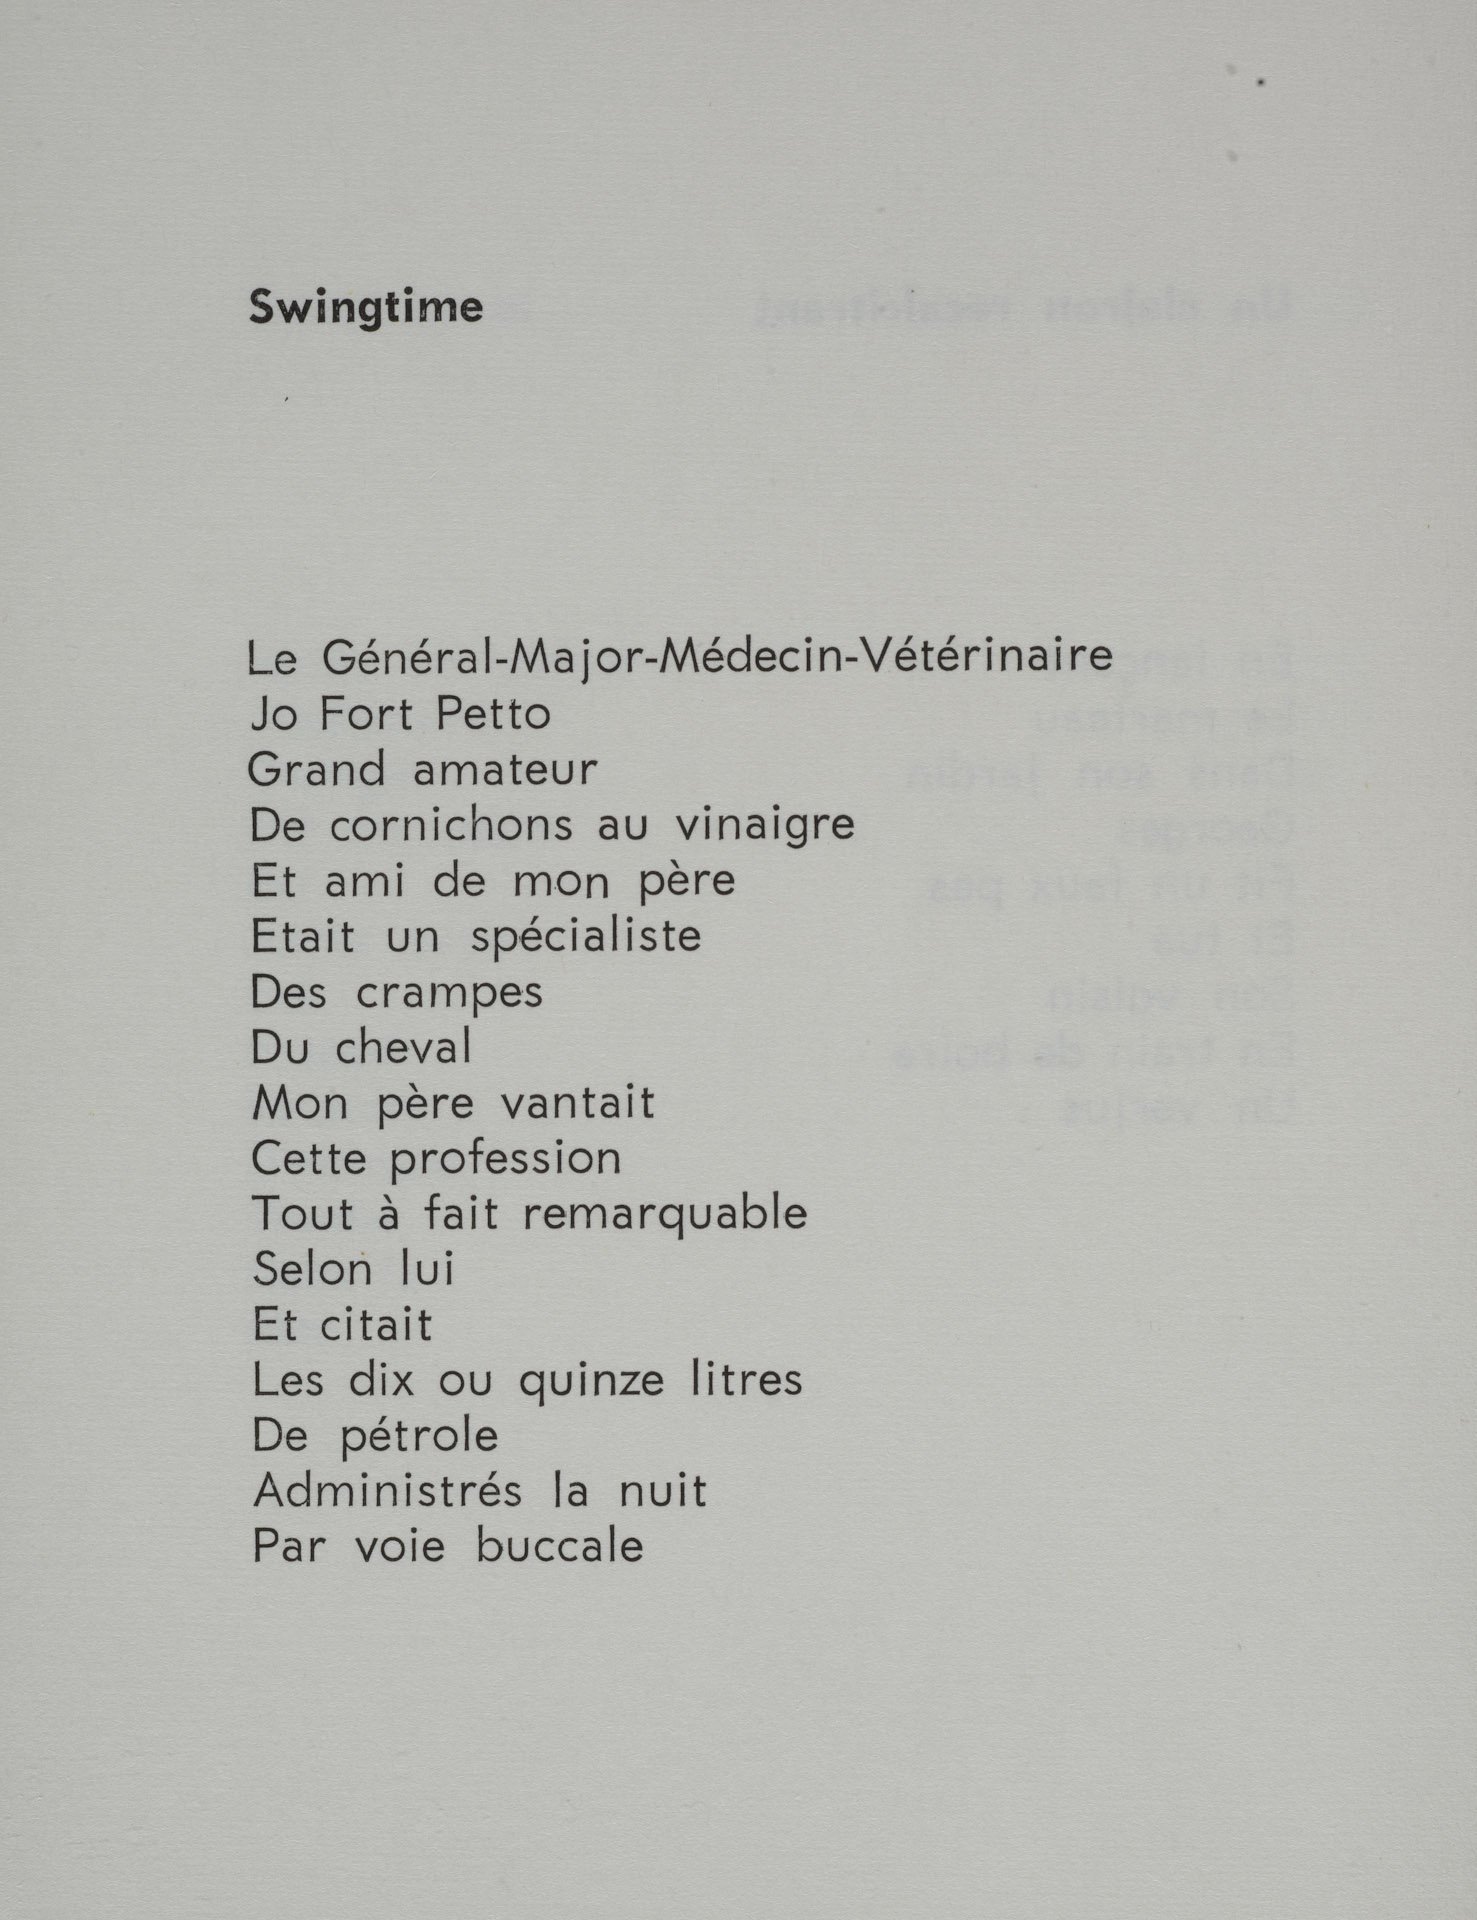 Swingtime
Le Général-Major-Médecin-Vétérinaire
Jo Fort Petto
Grand amateur
De cornichons au vinaigre
Et ami de mon père
Etait un spécialiste
Des crampes
Du cheval
Mon père vantait
Cette profession
Tout à fait remarquable
Selon lui
Et citait
Les dix ou quinze litres
De pétrole
Administrés la nuit
Par voie buccale